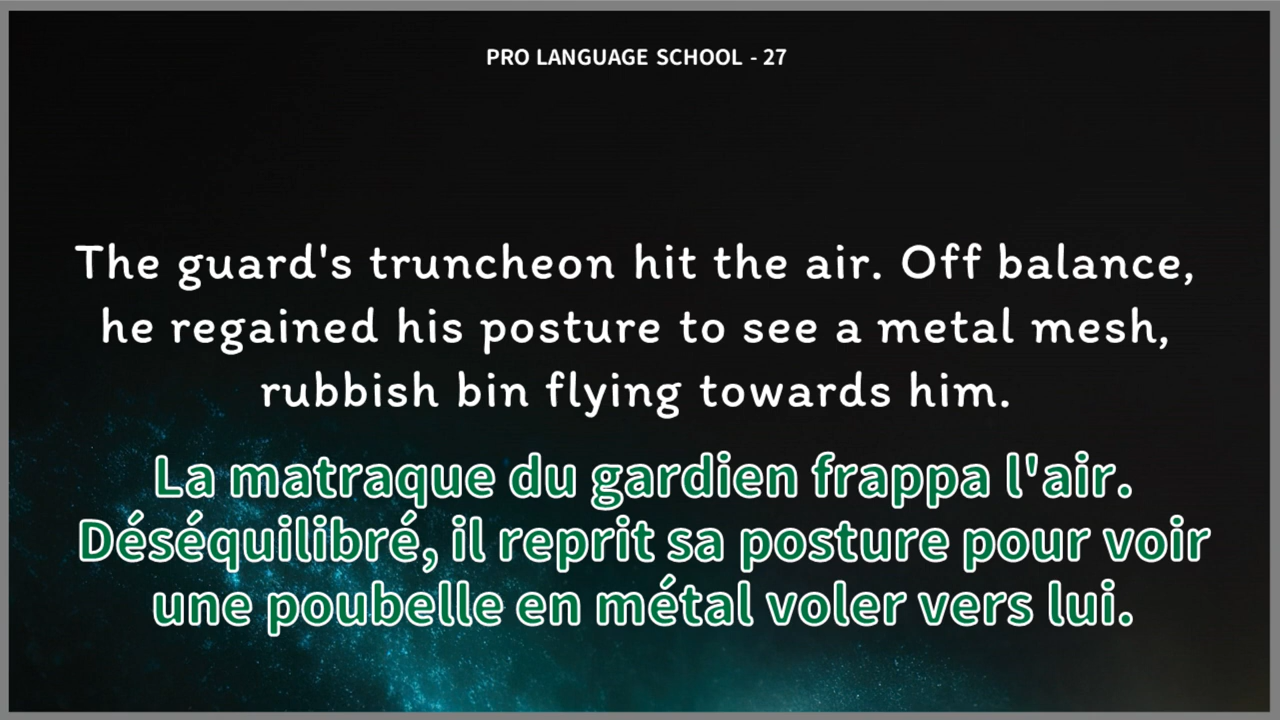 PRO LANGUAGE SCHOOL - 27
The guard's truncheon hit the air. Off balance,
he regained his posture to see a metal mesh,
rubbish bin flying towards him.
La matraque du gardien frappa l'air.
Déséquilibré, il reprit sa posture pour voir
une poubelle en métal voler vers lui.